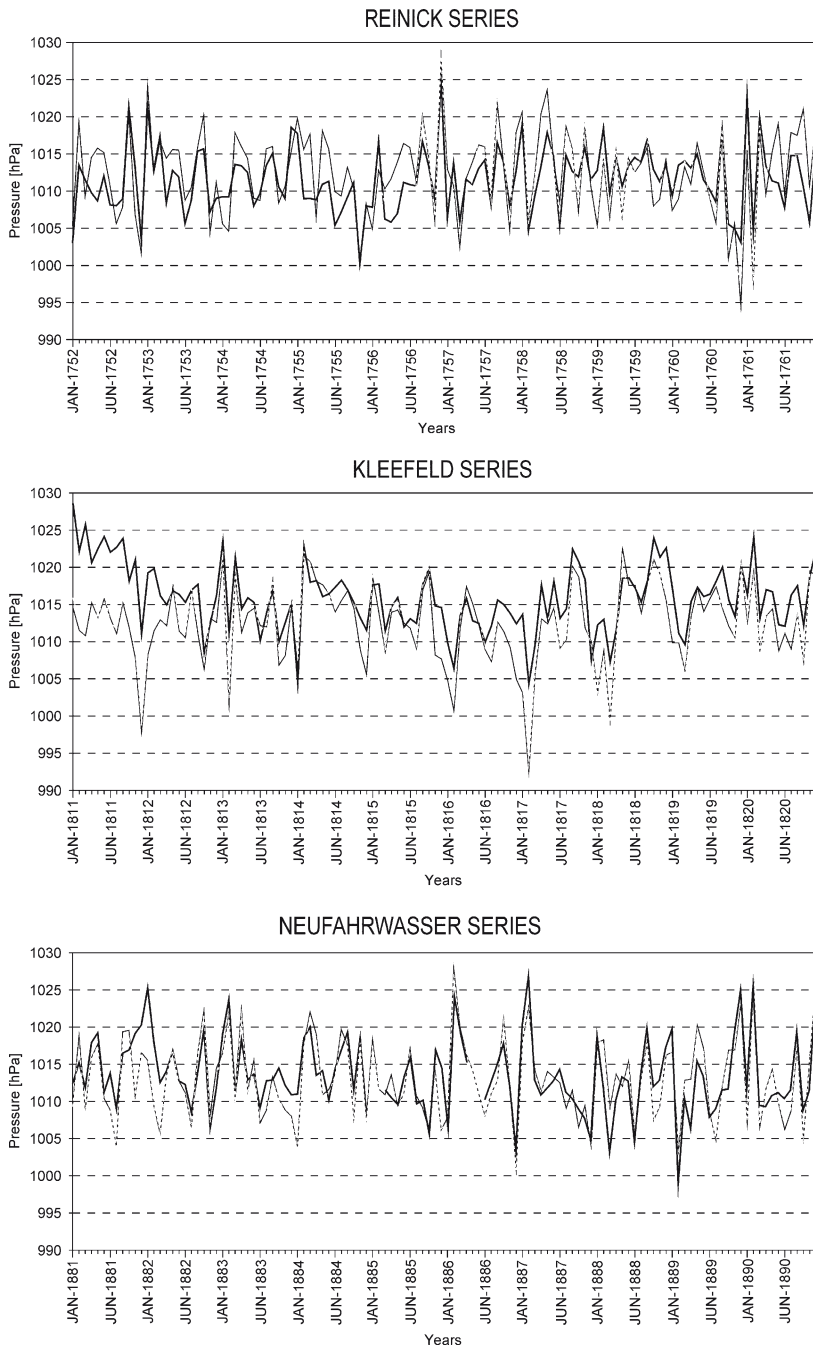 REINICK SERIES
1030
1025
1020
1015
1010
1005
1000
995
990
Pressure [hPa]
JAN-1752
JUN-1752
JAN-1753
JUN-1753
JAN-1754
JUN-1754
JAN-1755
JUN-1755
JAN-1756
JUN-1756
JAN-1757
JUN-1757
JAN-1758
JUN-1758
JAN-1759
JUN-1759
JAN-1760
JUN-1760
JAN-1761
JUN-1761
Years
KLEEFELD SERIES
1030
1025
1020
1015
1010
1005
1000
995
990
Pressure [hPa]
JAN-1811
JUN-1811
JAN-1812
JUN-1812
JAN-1813
JUN-1813
JAN-1814
JUN-1814
JAN-1815
JUN-1815
JAN-1816
JUN-1816
JAN-1817
JUN-1817
JAN-1818
JUN-1818
JAN-1819
JUN-1819
JAN-1820
JUN-1820
Years
NEUFAHRWASSER SERIES
1030
1025
1020
1015
1010
1005
1000
995
990
Pressure [hPa]
JAN-1881
JUN-1881
JAN-1882
JUN-1882
JAN-1883
JUN-1883
JAN-1884
JUN-1884
JAN-1885
JUN-1885
JAN-1886
JUN-1886
JAN-1887
JUN-1887
JAN-1888
JUN-1888
JAN-1889
JUN-1889
JAN-1890
JUN-1890
Years